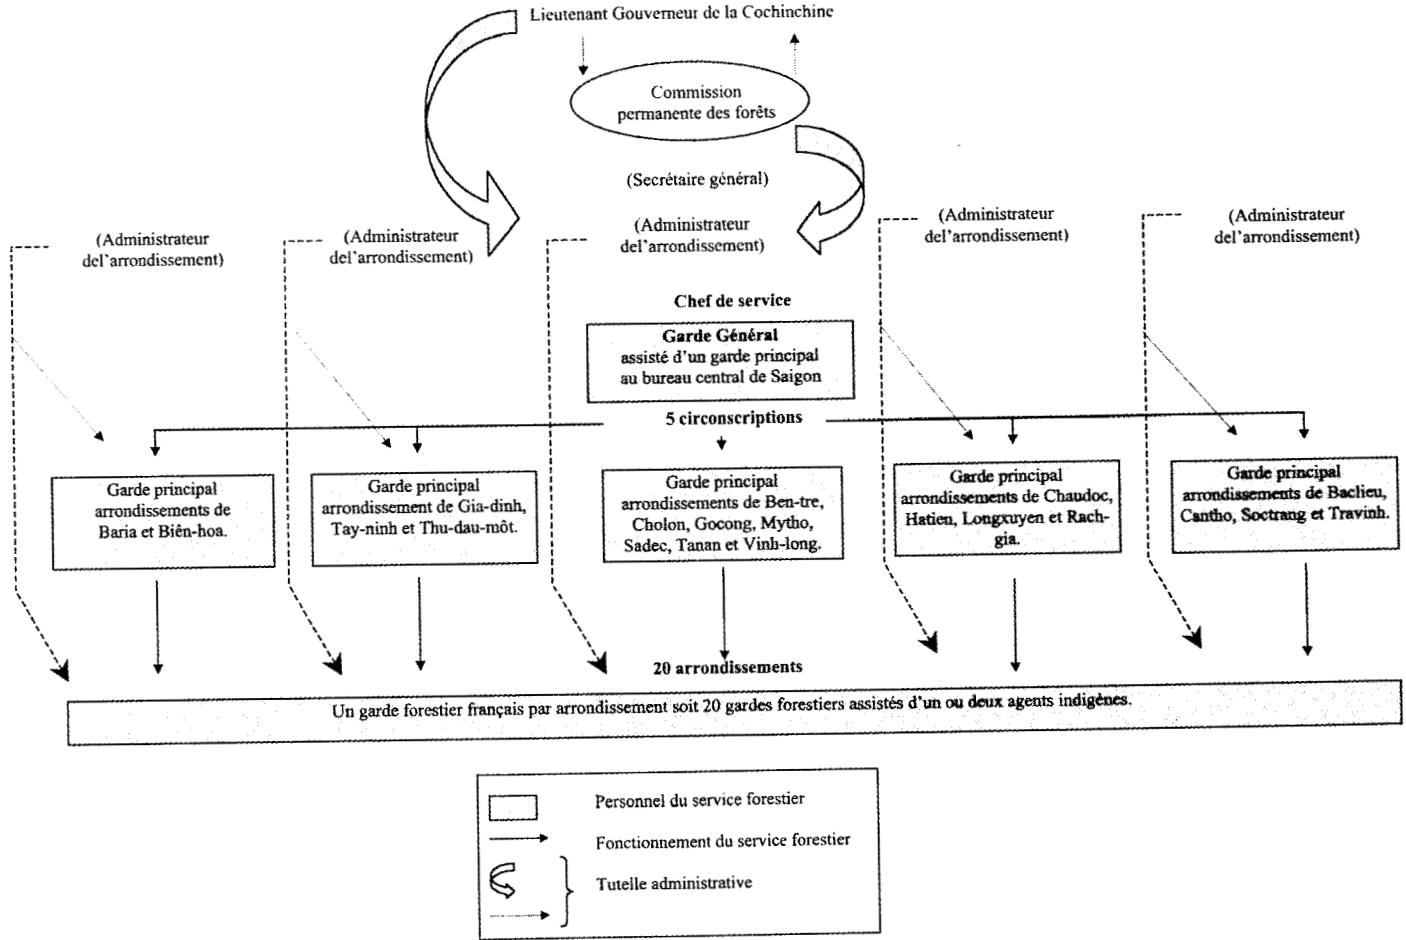 Lieutenant Gouverneur de la Cochinchine
Commission
permanente des forêts
(Secrétaire général)
(Administrateur
del'arrondissement)
(Administrateur
del'arrondissement)
(Administrateur
del'arrondissement)
(Administrateur
del'arrondissement)
(Administrateur
del'arrondissement)
Chef de service
Garde Général
assisté d'un garde principal
au bureau central de Saigon
5 circonscriptions
Garde principal
arrondissements de
Baria et Biên-hoa.
Garde principal
arrondissement de Gia-dinh,
Tay-ninh et Thu-dau-môt.
Garde principal
arrondissements de Ben-tre,
Cholon, Gocong, Mytho,
Sadec, Tanan et Vinh-long.
Garde principal
arrondissements de Chaudoc,
Hatien, Longxuyen et Rach-
gia.
Garde principal
arrondissements de Baclieu,
Cantho, Soctrang et Travinh.
20 arrondissements
Un garde forestier français par arrondissement soit 20 gardes forestiers assistés d'un ou deux agents indigènes.
Personnel du service forestier
Fonctionnement du service forestier
Tutelle administrative